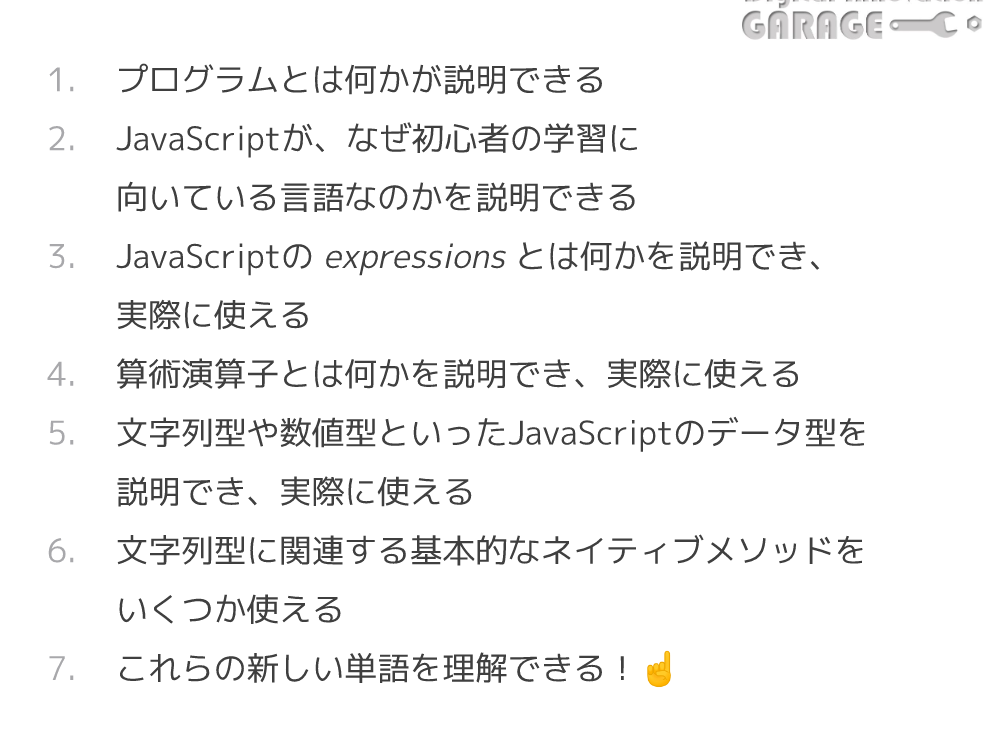 GARAGE
1. プログラムとは何かが説明できる
2. JavaScriptが、なぜ初心者の学習に
向いている言語なのかを説明できる
3. JavaScriptの expressions とは何かを説明でき、
実際に使える
4. 算術演算子とは何かを説明でき、実際に使える
5. 文字列型や数値型といったJavaScriptのデータ型を
説明でき、実際に使える
6. 文字列型に関連する基本的なネイティブメソッドを
いくつか使える
7. これらの新しい単語を理解できる！☝